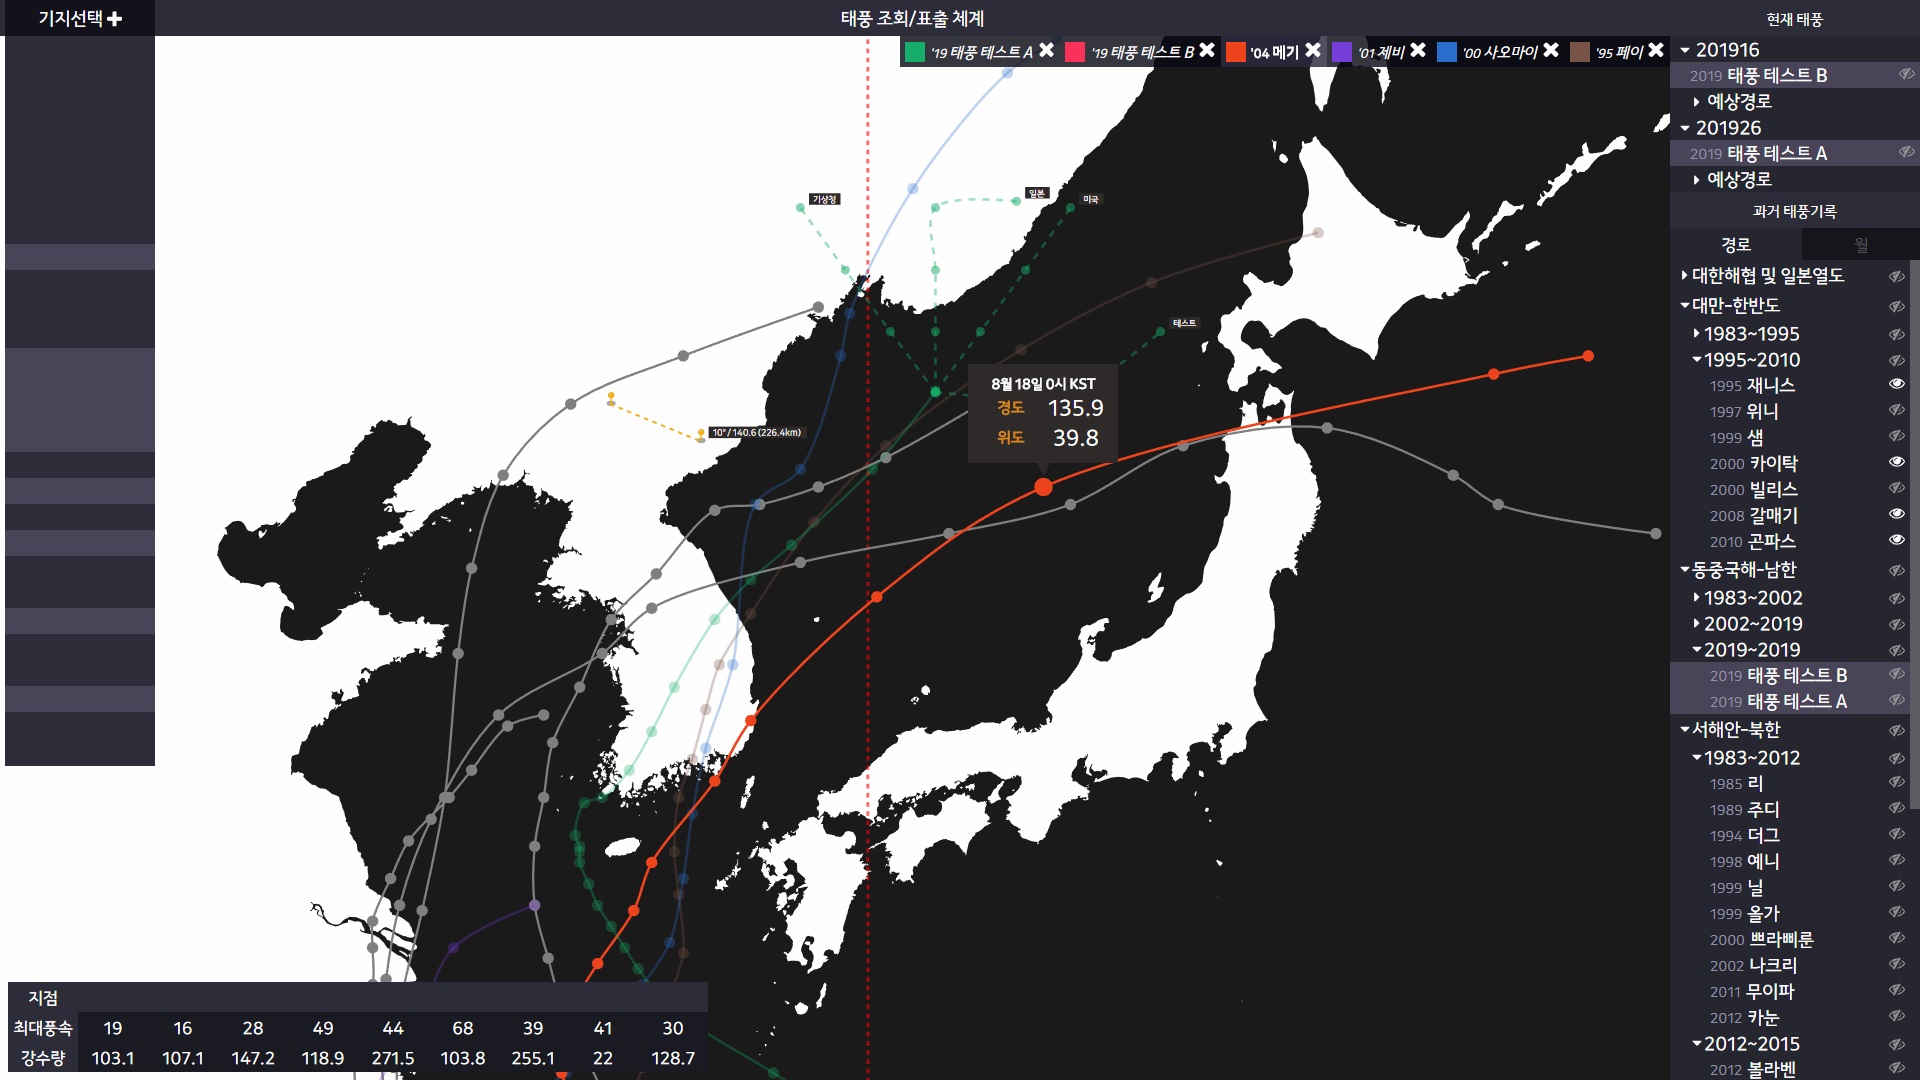 기지선택
태풍 조회/표출 체계
현재 태풍
'19 태풍 테스트 A
'19 태풍 테스트 B
'04 메기
'01 제비
'00 사오마이
'95 페이
201916
2019 태풍 테스트 B
예상경로
201926
2019 태풍 테스트 A
예상경로
과거 태풍기록
경로
월
대한해협 및 일본열도
대만-한반도
1983~1995
1995~2010
1995 재니스
1997 위니
1999 샘
2000 카이탁
2000 빌리스
2008 갈매기
2010 곤파스
동중국해-남한
1983~2002
2002~2019
2019~2019
2019 태풍 테스트 B
2019 태풍 테스트 A
서해안-북한
1983~2012
1985 리
1989 주디
1994 더그
1998 예니
1999 닐
1999 올가
2000 쁘라삐룬
2002 나크리
2011 무이파
2012 카눈
2012~2015
2012 볼라벤
기상청
일본
미국
테스트
8월 18일 0시 KST
경도 135.9
위도 39.8
10°/140.6 (226.4km)
지점
최대풍속 19 16 28 49 44 68 39 41 30
강수량 103.1 107.1 147.2 118.9 271.5 103.8 255.1 22 128.7